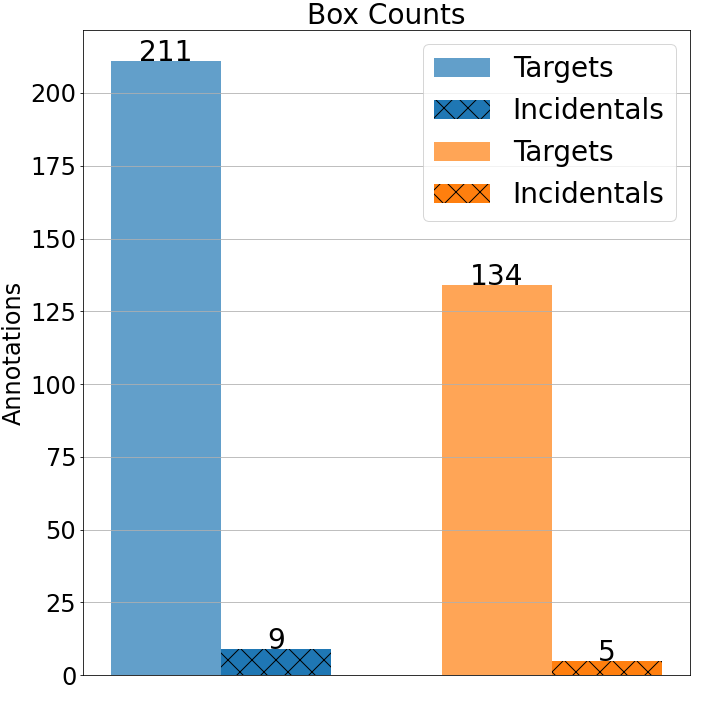 Box Counts
211
Targets
Incidentals
Targets
Incidentals
134
9
5
Annotations
200
175
150
125
100
75
50
25
0